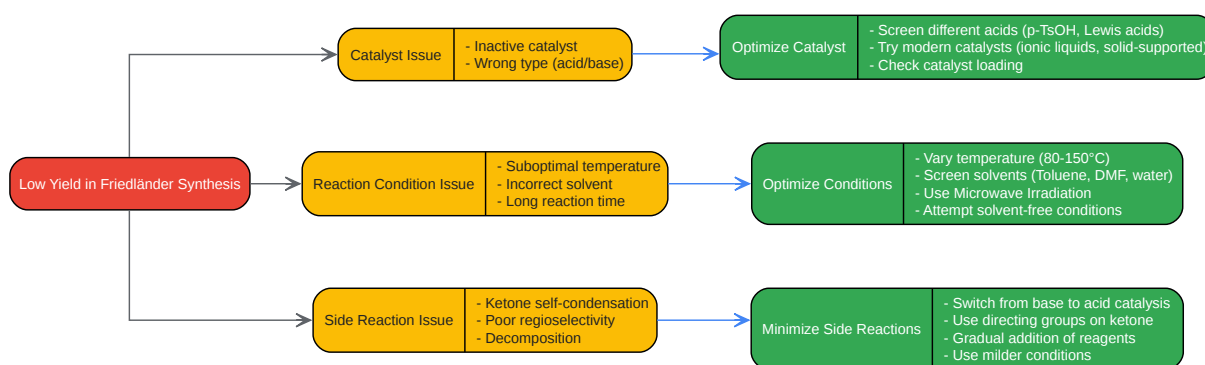 Low Yield in Friedländer Synthesis
Catalyst Issue
- Inactive catalyst
- Wrong type (acid/base)
Optimize Catalyst
- Screen different acids (p-TsOH, Lewis acids)
- Try modern catalysts (ionic liquids, solid-supported)
- Check catalyst loading
Reaction Condition Issue
- Suboptimal temperature
- Incorrect solvent
- Long reaction time
Optimize Conditions
- Vary temperature (80-150°C)
- Screen solvents (Toluene, DMF, water)
- Use Microwave Irradiation
- Attempt solvent-free conditions
Side Reaction Issue
- Ketone self-condensation
- Poor regioselectivity
- Decomposition
Minimize Side Reactions
- Switch from base to acid catalysis
- Use directing groups on ketone
- Gradual addition of reagents
- Use milder conditions